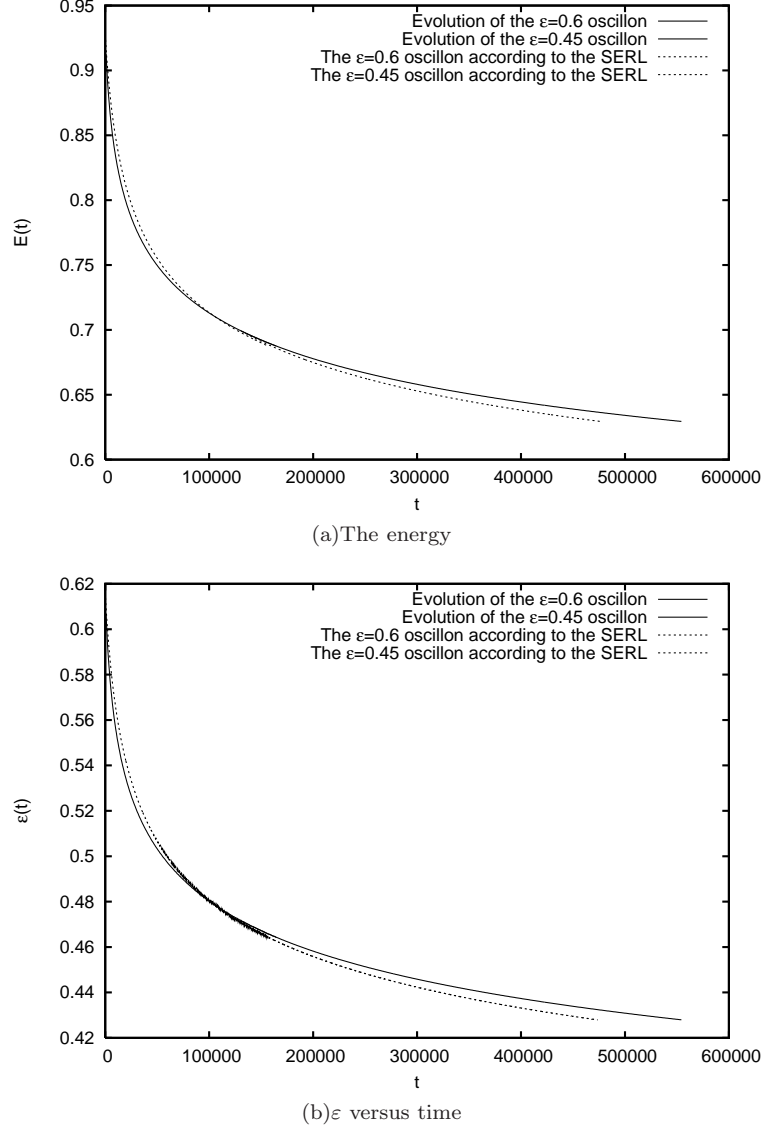 0.95
Evolution of the ε=0.6 oscillon
Evolution of the ε=0.45 oscillon
The ε=0.6 oscillon according to the SERL
The ε=0.45 oscillon according to the SERL
0.9
0.85
0.8
E(t)
0.75
0.7
0.65
0.6
0 100000 200000 300000 400000 500000 600000
t
(a)The energy
0.62
Evolution of the ε=0.6 oscillon
Evolution of the ε=0.45 oscillon
The ε=0.6 oscillon according to the SERL
The ε=0.45 oscillon according to the SERL
0.6
0.58
0.56
0.54
0.52
ε(t)
0.5
0.48
0.46
0.44
0.42
0 100000 200000 300000 400000 500000 600000
t
(b)ε versus time